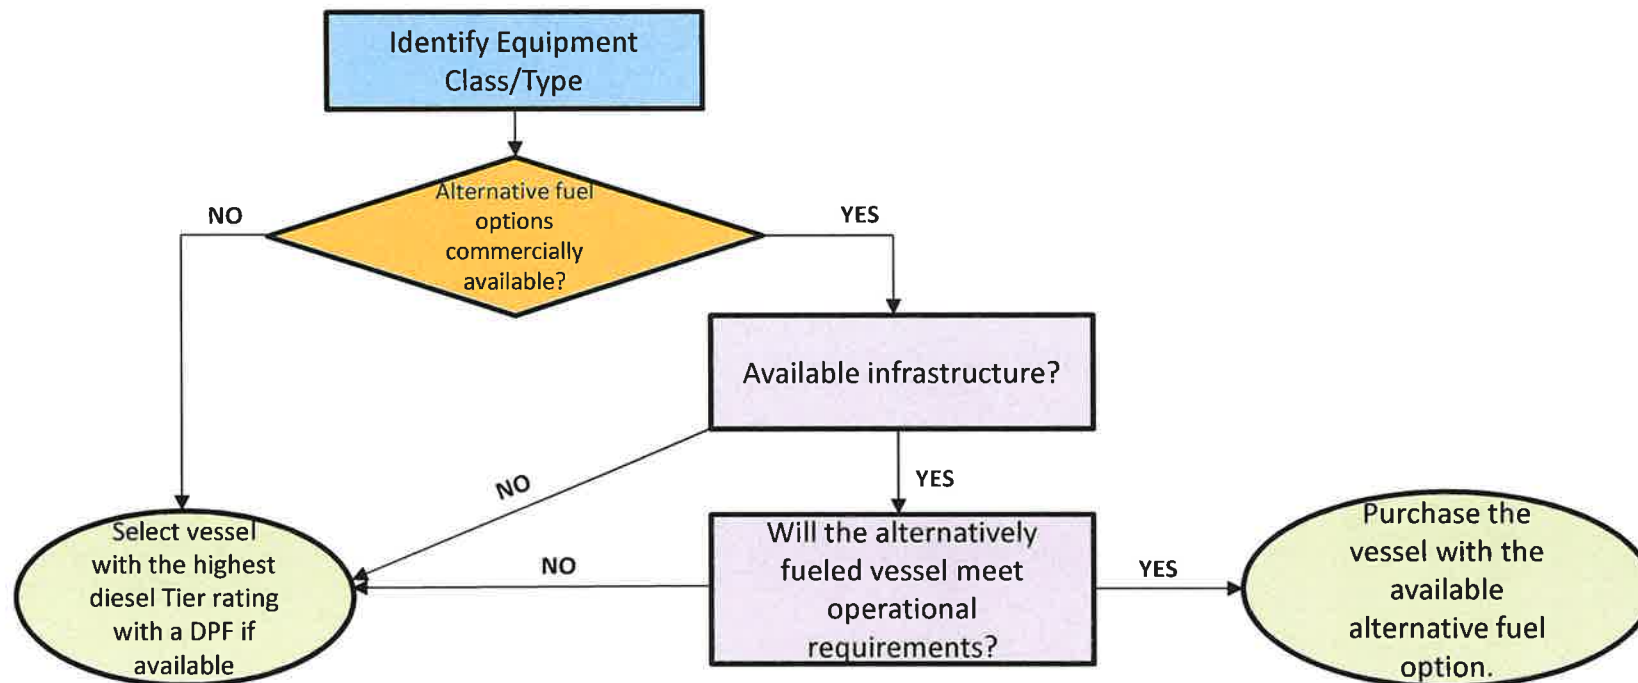 Identify Equipment
Class/Type
Alternative fuel
options
commercially
available?
NO
YES
Available infrastructure?
NO
YES
Will the alternatively
fueled vessel meet
operational
requirements?
NO
YES
Select vessel
with the highest
diesel Tier rating
with a DPF if
available
Purchase the
vessel with the
available
alternative fuel
option.